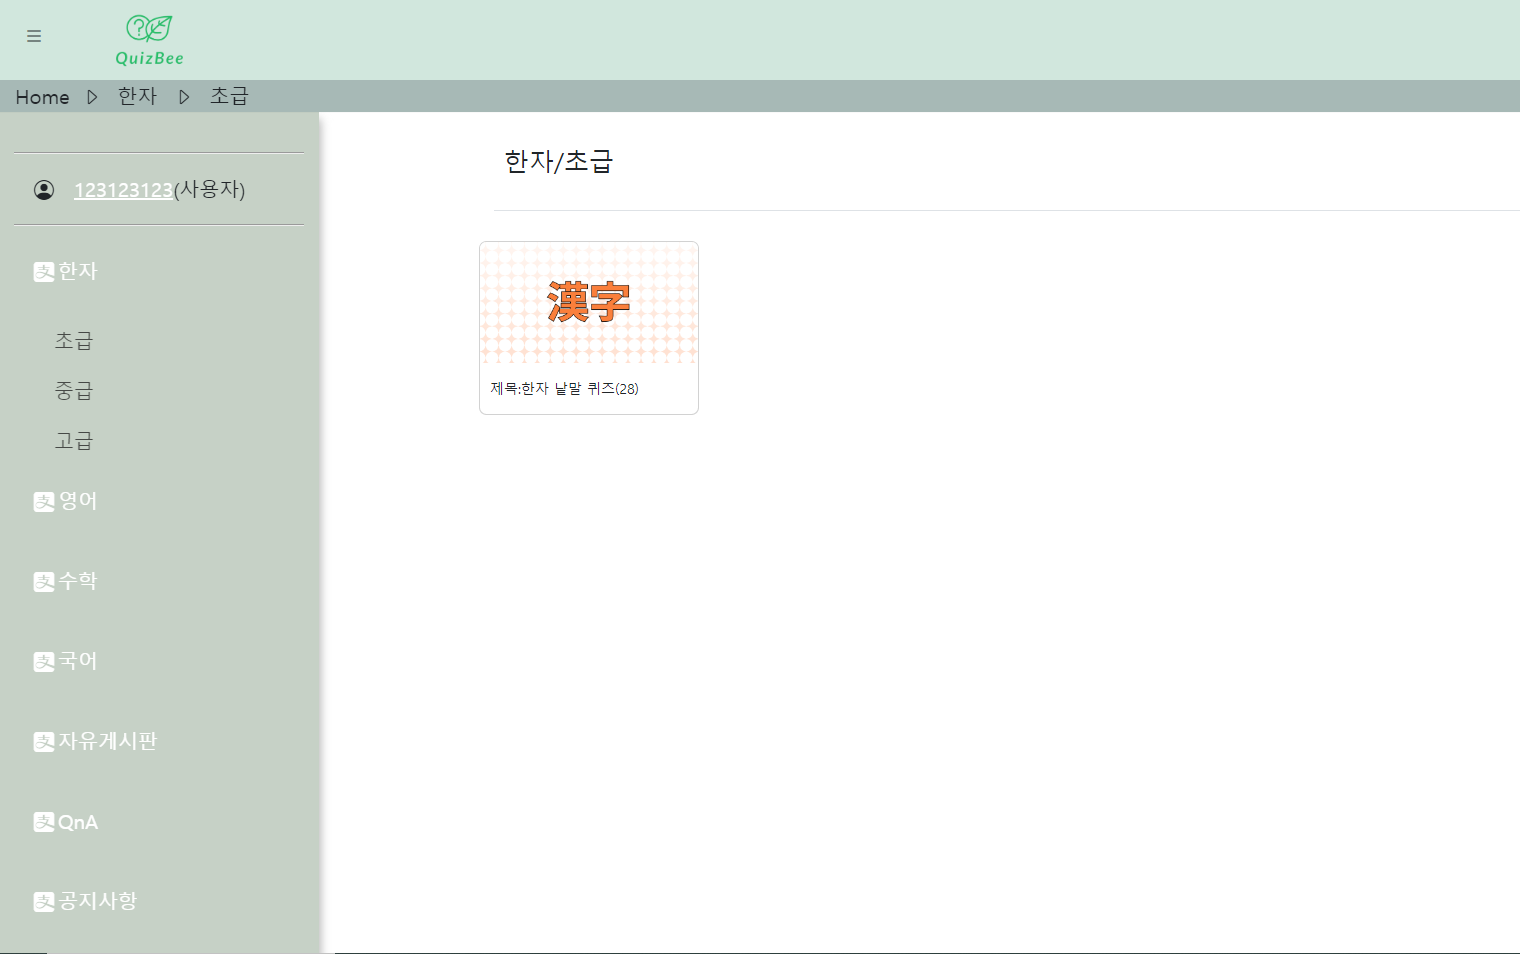 QuizBee
Home 한자 초급
123123123(사용자)
한자
초급
중급
고급
영어
수학
국어
자유게시판
QnA
공지사항
한자/초급
漢字
제목:한자 낱말 퀴즈(28)